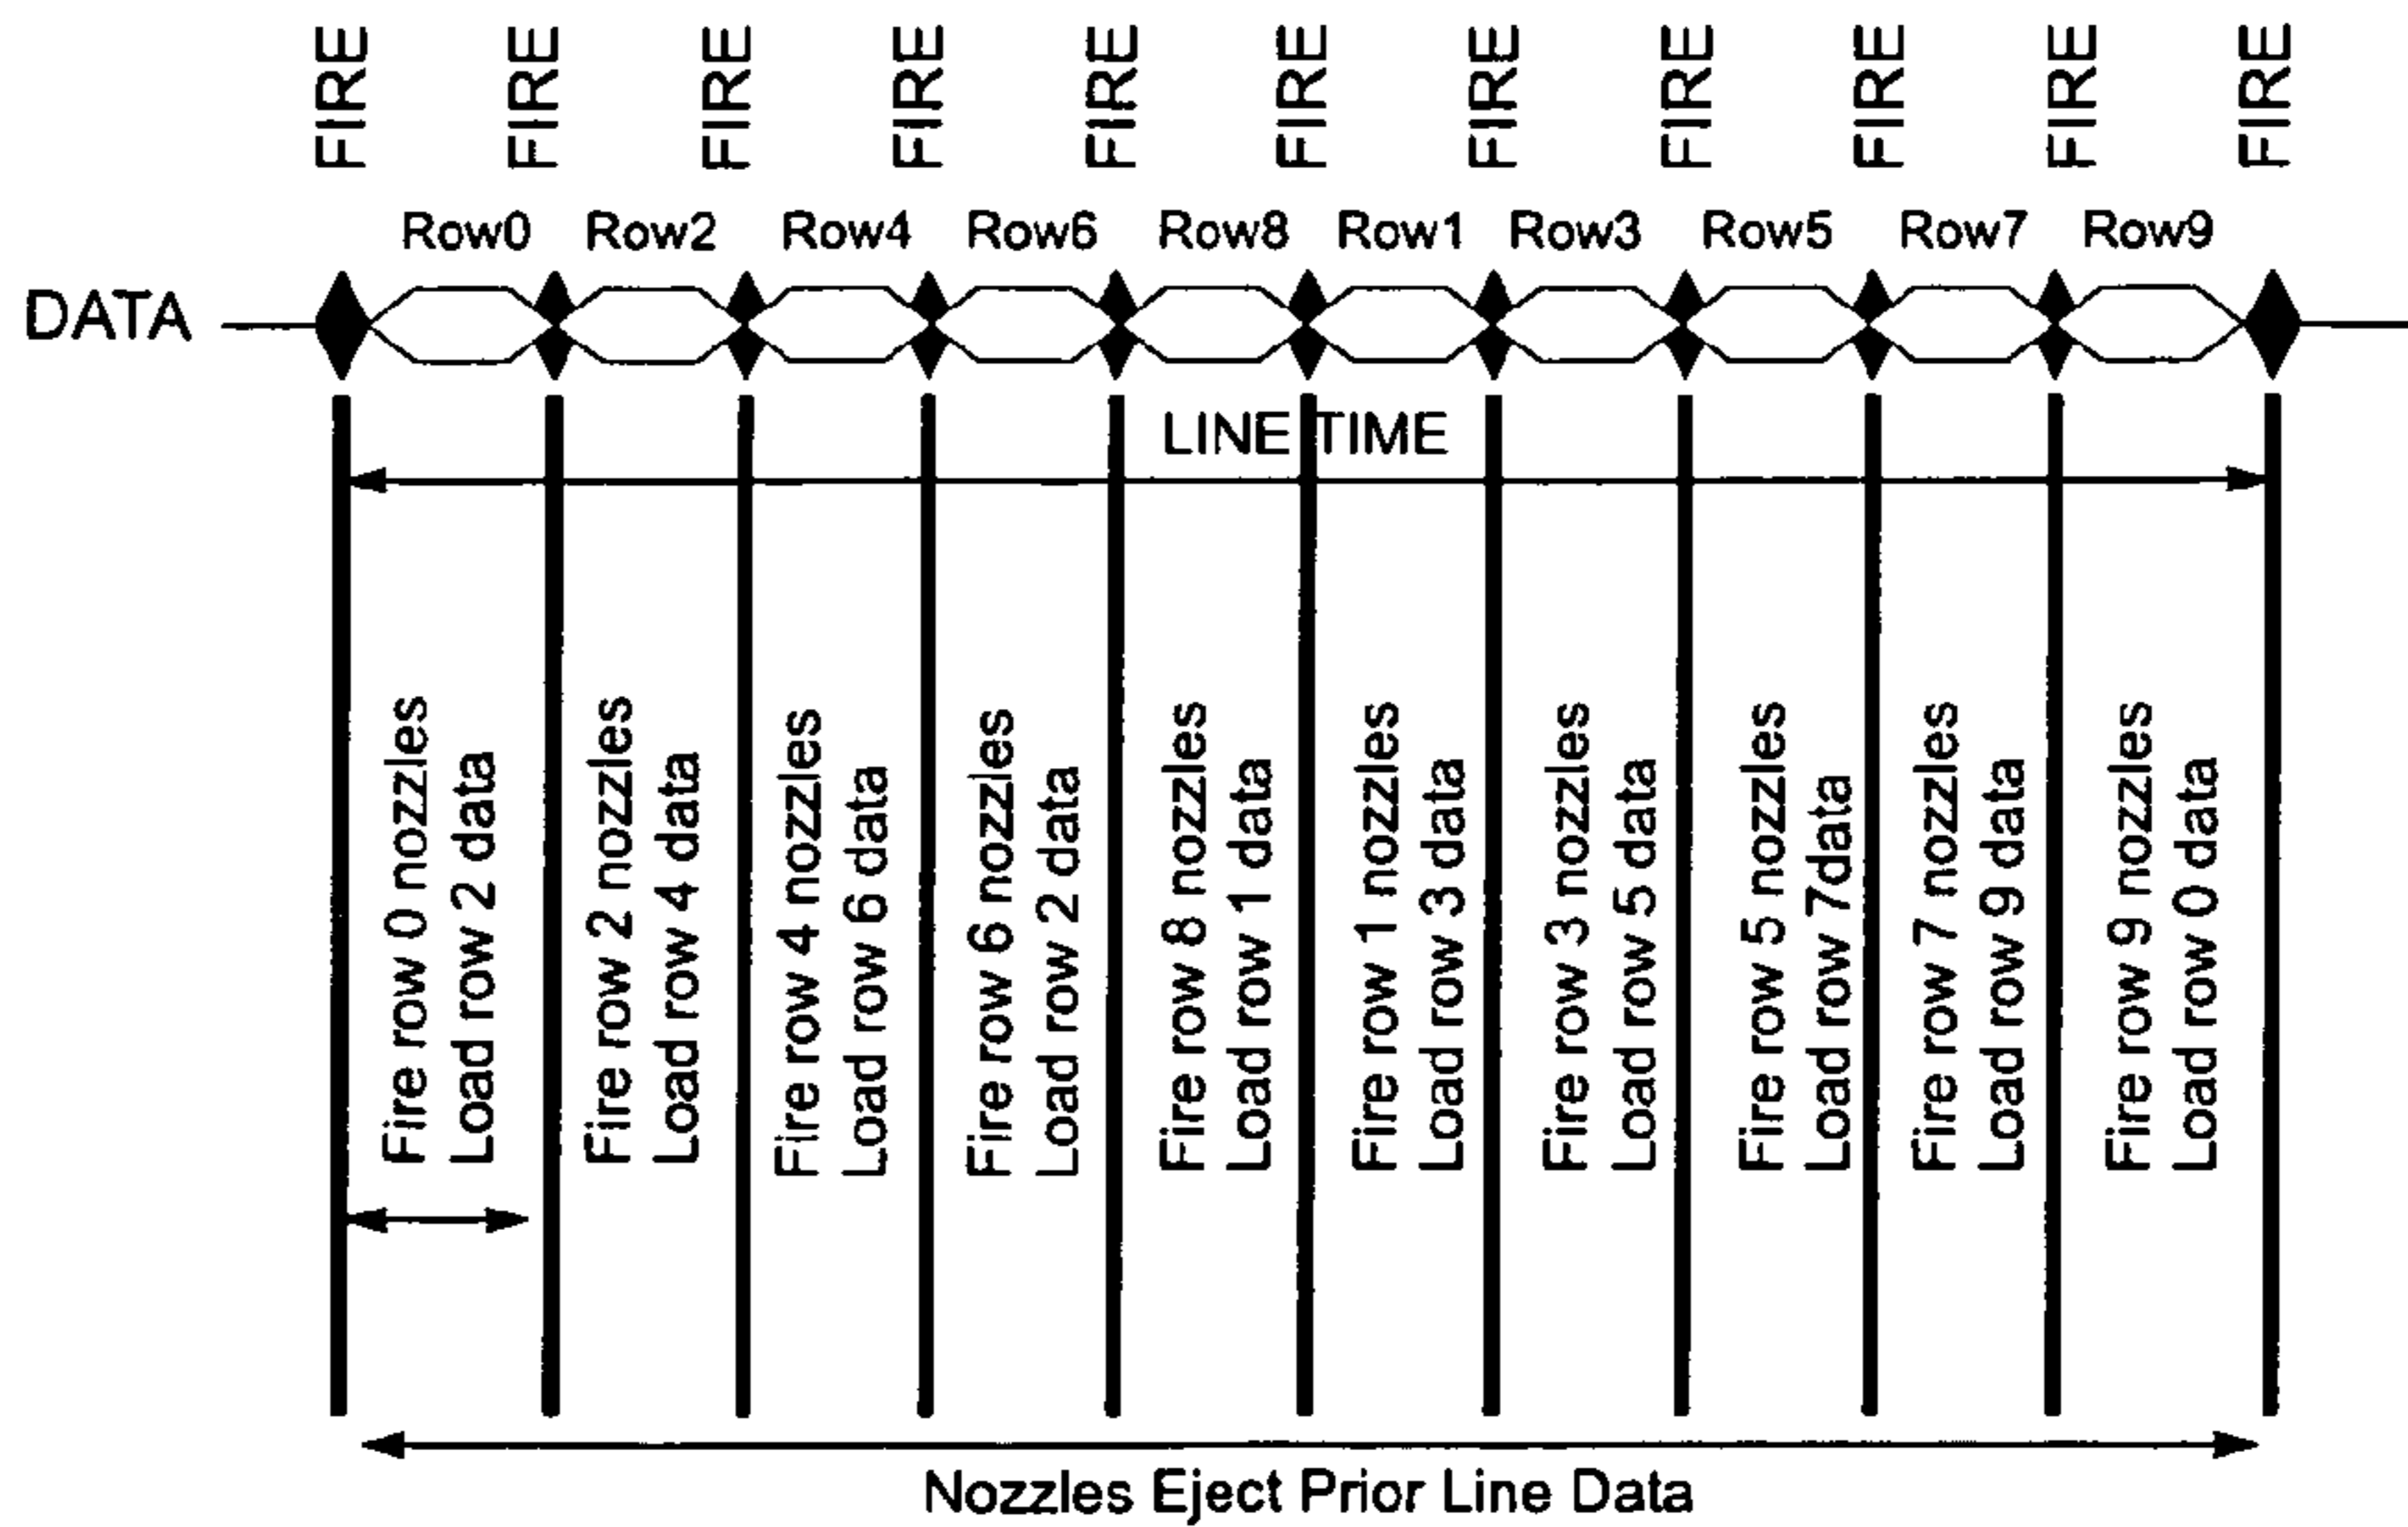 FIRE FIRE FIRE FIRE FIRE FIRE FIRE FIRE FIRE FIRE FIRE
Row0 Row2 Row4 Row6 Row8 Row1 Row3 Row5 Row7 Row9
DATA
LINE TIME
Fire row 0 nozzles
Load row 2 data
Fire row 2 nozzles
Load row 4 data
Fire row 4 nozzles
Load row 6 data
Fire row 6 nozzles
Load row 2 data
Fire row 8 nozzles
Load row 1 data
Fire row 1 nozzles
Load row 3 data
Fire row 3 nozzles
Load row 5 data
Fire row 5 nozzles
Load row 7data
Fire row 7 nozzles
Load row 9 data
Fire row 9 nozzles
Load row 0 data
Nozzles Eject Prior Line Data